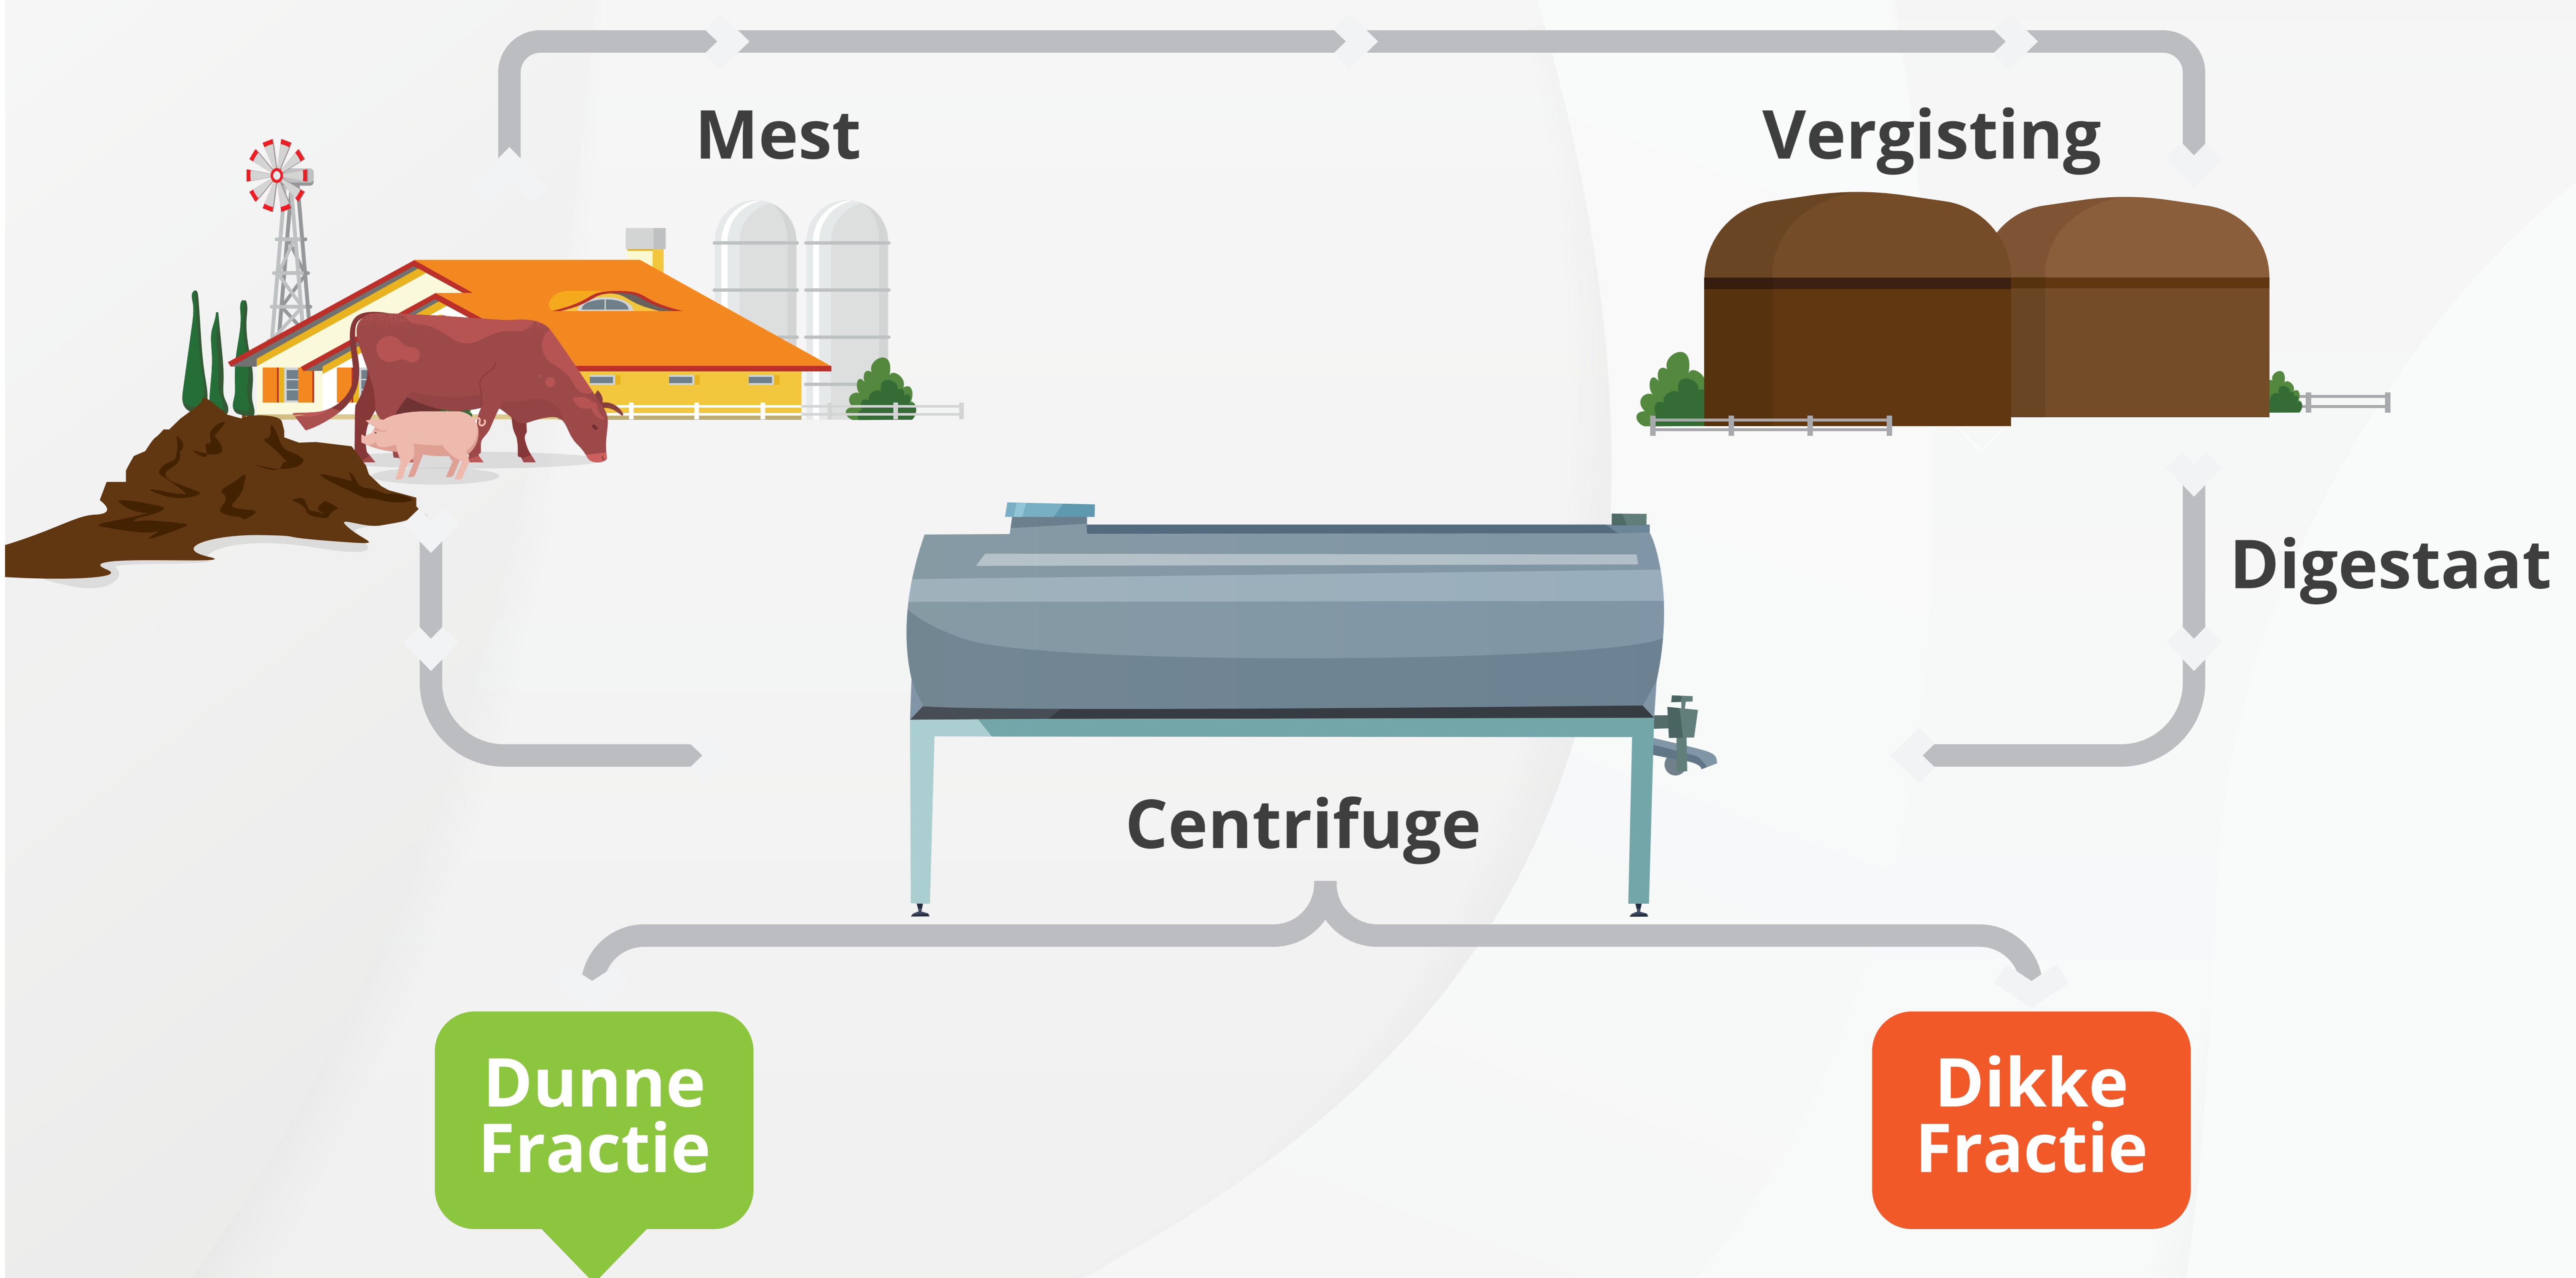 Mest
Vergisting
Digestaat
Centrifuge
Dunne
Fractie
Dikke
Fractie